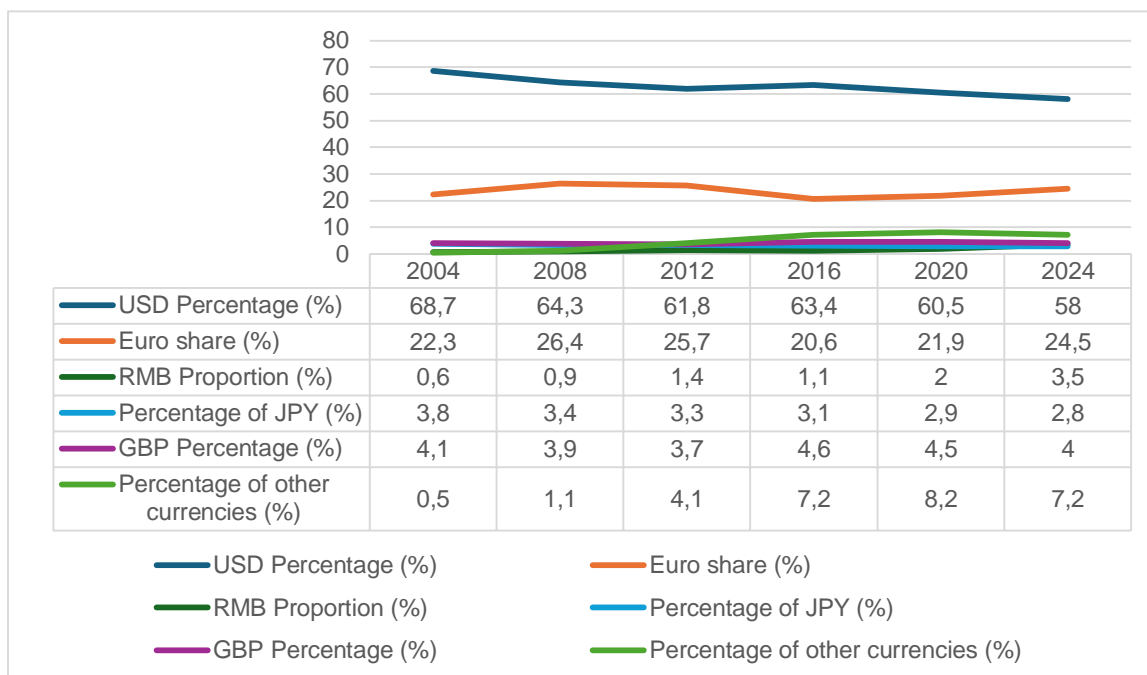 80
70
60
50
40
30
20
10
0
2004 2008 2012 2016 2020 2024
USD Percentage (%) 68,7 64,3 61,8 63,4 60,5 58
Euro share (%) 22,3 26,4 25,7 20,6 21,9 24,5
RMB Proportion (%) 0,6 0,9 1,4 1,1 2 3,5
Percentage of JPY (%) 3,8 3,4 3,3 3,1 2,9 2,8
GBP Percentage (%) 4,1 3,9 3,7 4,6 4,5 4
Percentage of other
currencies (%) 0,5 1,1 4,1 7,2 8,2 7,2
USD Percentage (%) Euro share (%)
RMB Proportion (%) Percentage of JPY (%)
GBP Percentage (%) Percentage of other currencies (%)